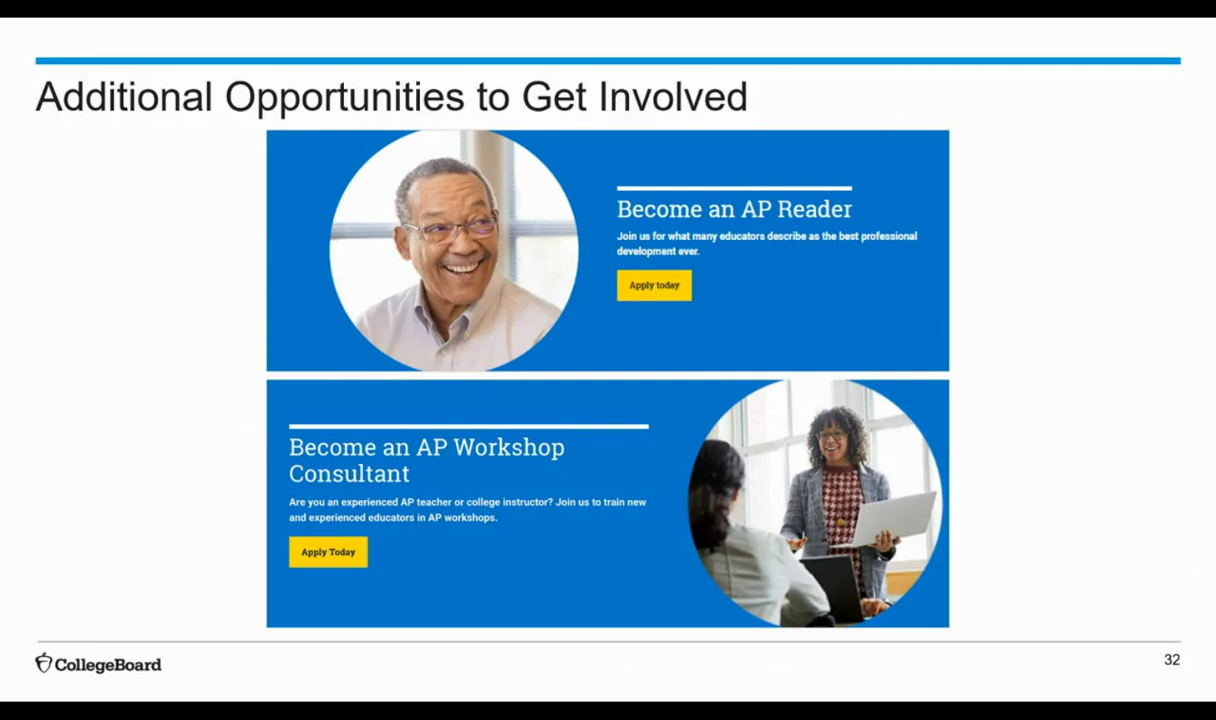 Additional Opportunities to Get Involved
Become an AP Reader
Join us for what many educators describe as the best professional
development ever.
Apply today
Become an AP Workshop
Consultant
Are you an experienced AP teacher or college instructor? Join us to train new
and experienced educators in AP workshops.
Apply Today
CollegeBoard
32